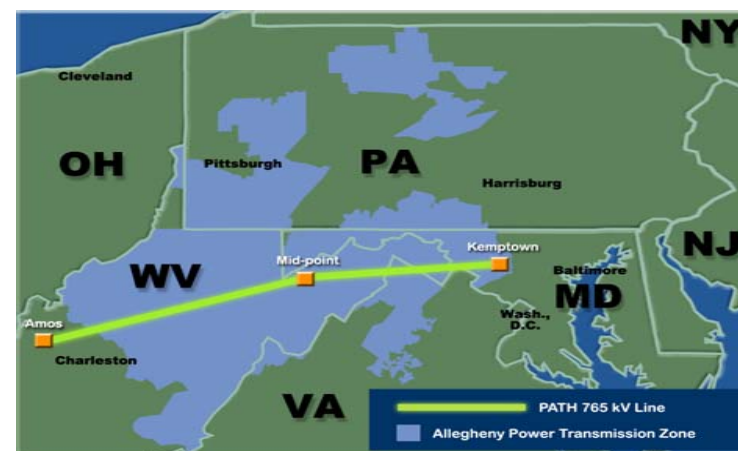 NY
Cleveland
OH
Pittsburgh
PA
Harrisburg
NJ
Kemptown
Mid-point
WV
Baltimore
MD
Wash.,
D.C.
Amos
Charleston
VA
PATH 765 kV Line
Allegheny Power Transmission Zone